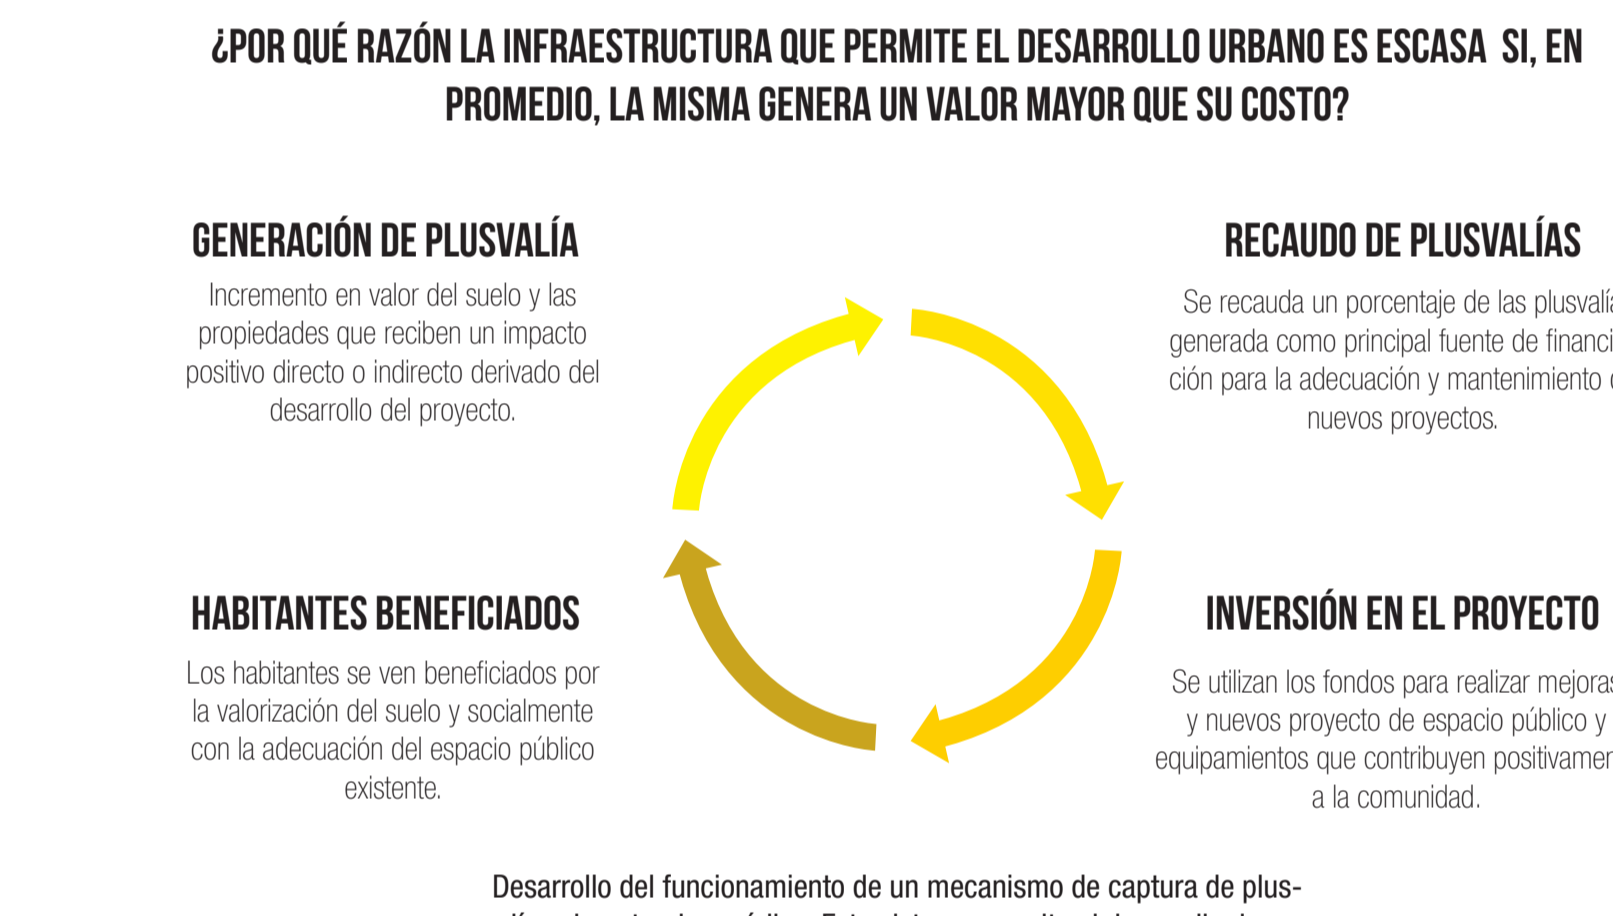 ¿POR QUÉ RAZÓN LA INFRAESTRUCTURA QUE PERMITE EL DESARROLLO URBANO ES ESCASA SI, EN
PROMEDIO, LA MISMA GENERA UN VALOR MAYOR QUE SU COSTO?
GENERACIÓN DE PLUSVALÍA
Incremento en valor del suelo y las
propiedades que reciben un impacto
positivo directo o indirecto derivado del
desarrollo del proyecto.
RECAUDO DE PLUSVALÍAS
Se recauda un porcentaje de las
generada como principal fuente de
ción para la adecuación y mantenimiento
nuevos proyectos.
HABITANTES BENEFICIADOS
Los habitantes se ven beneficiados por
la valorización del suelo y socialmente
con la adecuación del espacio público
existente.
INVERSIÓN EN EL PROYECTO
Se utilizan los fondos para realizar
y nuevos proyecto de espacio público y
equipamientos que contribuyen
a la comunidad.
Desarrollo del funcionamiento de un mecanismo de captura de plus-